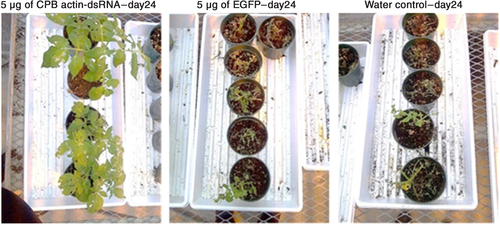 5 µg of CPB actin-dsRNA–day24
5 µg of EGFP–day24
Water control–day24